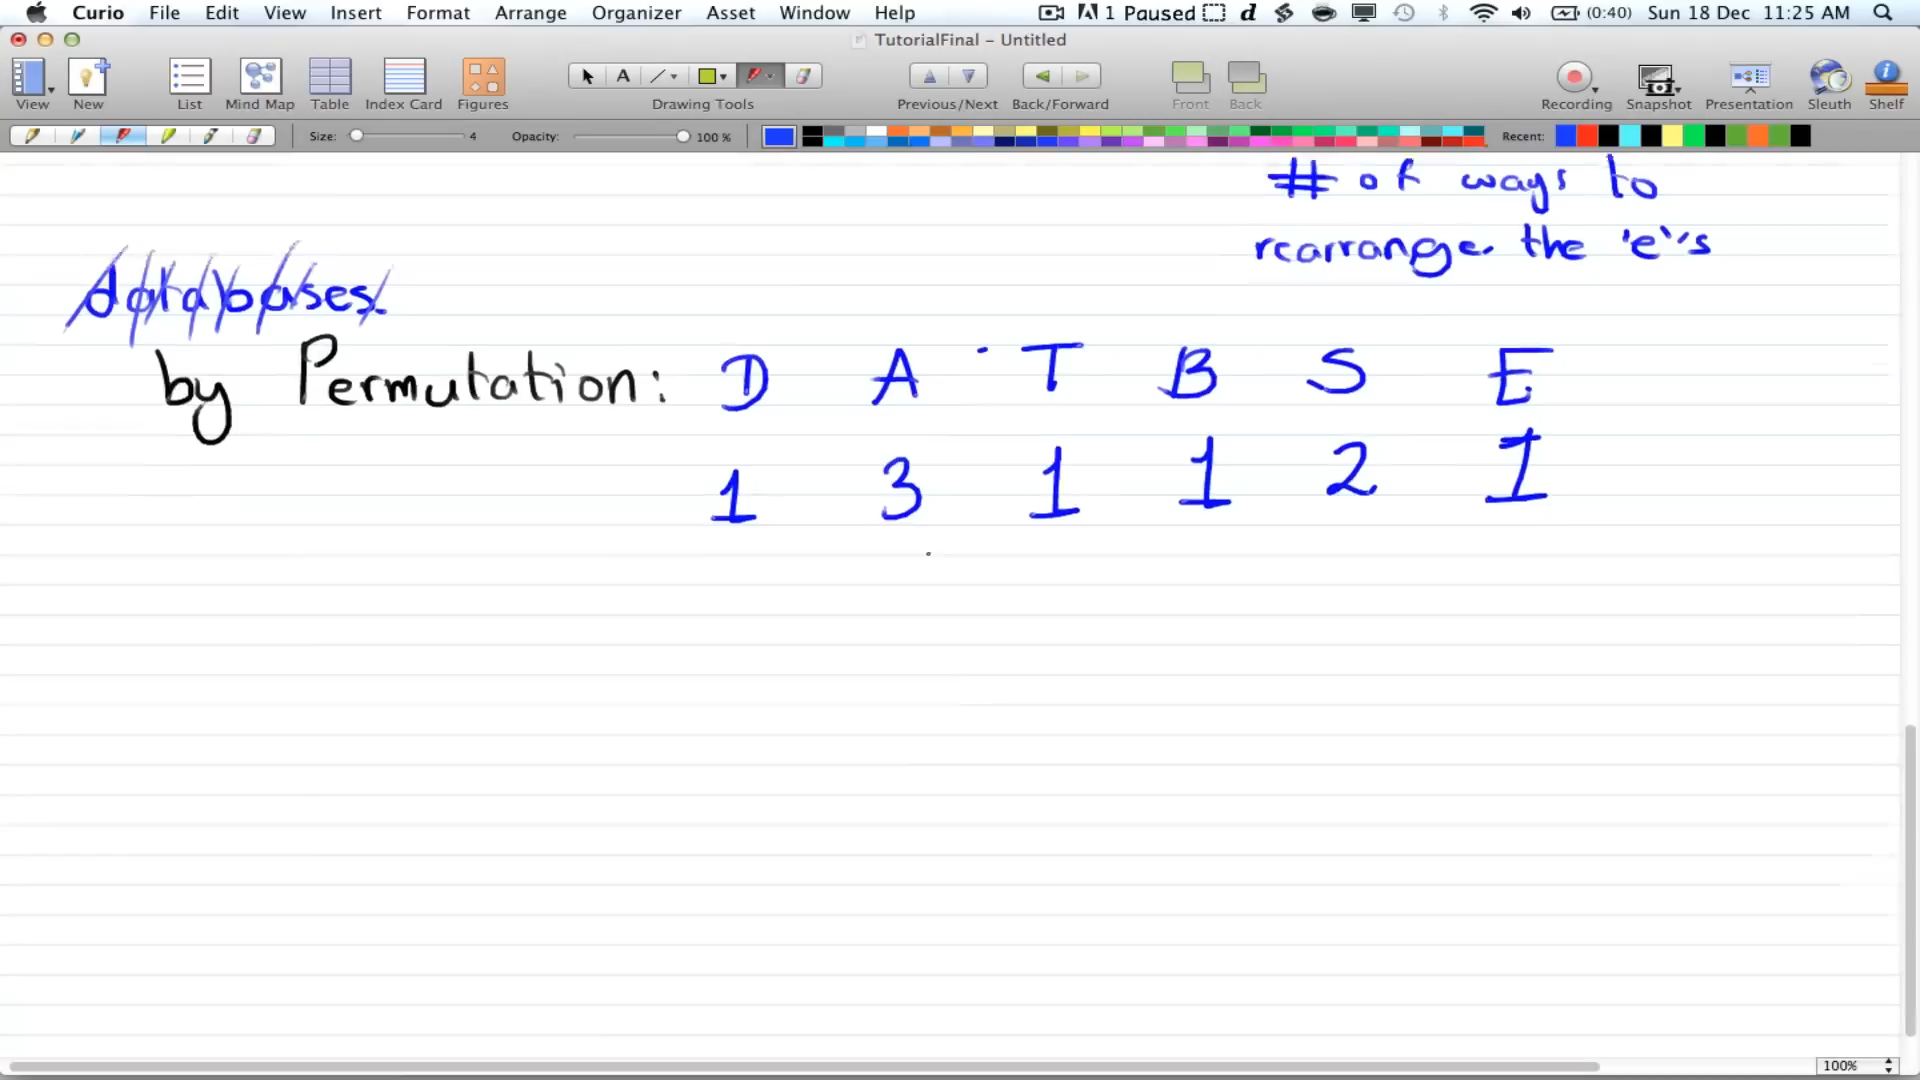 Curio File Edit View Insert Format Arrange Organizer Asset Window Help 1 Paused d (0:40) Sun 18 Dec 11:25 AM
TutorialFinal – Untitled
View New List Mind Map Table Index Card Figures Drawing Tools Previous/Next Back/Forward Front Back Recording Snapshot Presentation Sleuth Shelf
Size: 4 Opacity: 100 % Recent:
# of ways to
rearrange the 'e''s
databases
by Permutation: D A T B S E
1 3 1 1 2 1
100%